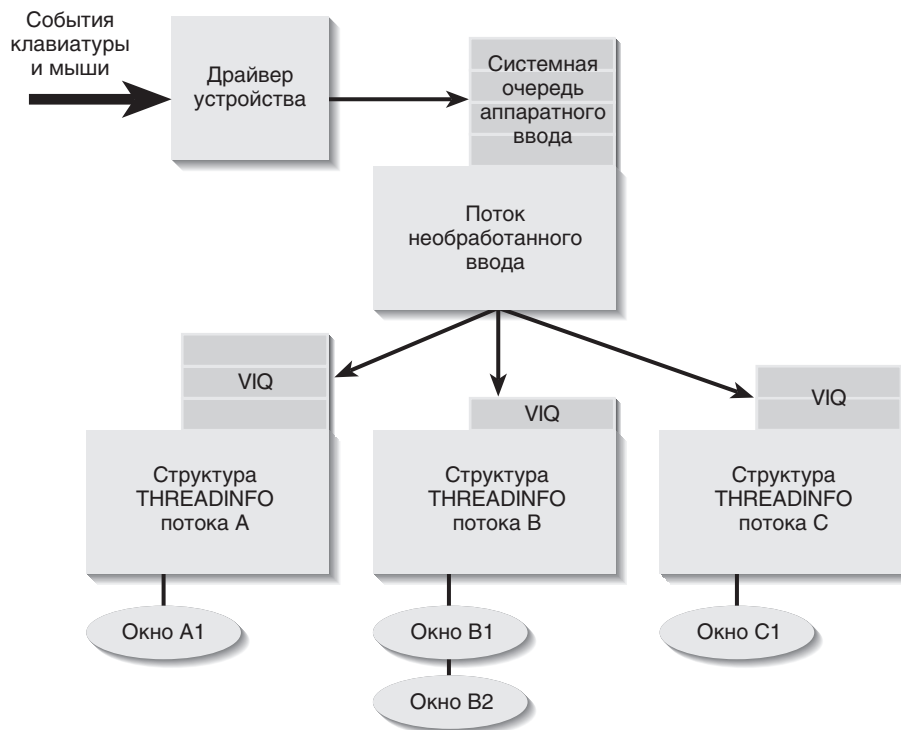 События
клавиатуры
и мыши
Драйвер
устройства
Системная
очередь
аппаратного
ввода
Поток
необработанного
ввода
VIQ
VIQ
VIQ
Структура
THREADINFO
потока A
Структура
THREADINFO
потока B
Структура
THREADINFO
потока C
Окно A1
Окно B1
Окно C1
Окно B2